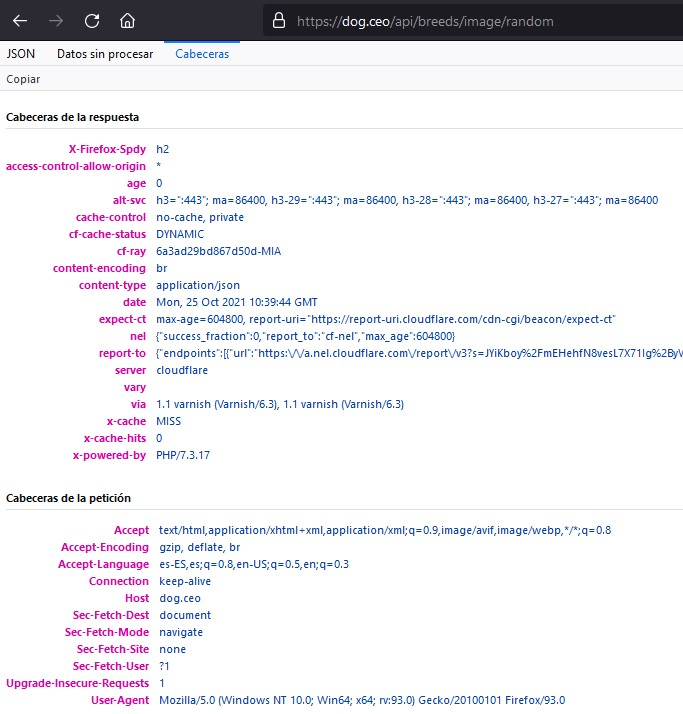 https://dog.ceo/api/breeds/image/random
JSON Datos sin procesar Cabeceras
Copiar
Cabeceras de la respuesta
X-Firefox-Spdy h2
access-control-allow-origin *
age 0
alt-svc h3=":443"; ma=86400, h3-29=":443"; ma=86400, h3-28=":443"; ma=86400, h3-27=":443"; ma=86400
cache-control no-cache, private
cf-cache-status DYNAMIC
cf-ray 6a3ad29bd867d50d-MIA
content-encoding br
content-type application/json
date Mon, 25 Oct 2021 10:39:44 GMT
expect-ct max-age=604800, report-uri="https://report-uri.cloudflare.com/cdn-cgi/beacon/expect-ct"
nel {"success_fraction":0,"report_to":"cf-nel","max_age":604800}
report-to {"endpoints":[{"url":"https:\/\/a.nel.cloudflare.com\/report\/v3?s=JYiKboy%2FmEHehfN8vesL7X71lg%2ByV
server cloudflare
vary
via 1.1 varnish (Varnish/6.3), 1.1 varnish (Varnish/6.3)
x-cache MISS
x-cache-hits 0
x-powered-by PHP/7.3.17
Cabeceras de la petición
Accept text/html,application/xhtml+xml,application/xml;q=0.9,image/avif,image/webp,*/*;q=0.8
Accept-Encoding gzip, deflate, br
Accept-Language es-ES,es;q=0.8,en-US;q=0.5,en;q=0.3
Connection keep-alive
Host dog.ceo
Sec-Fetch-Dest document
Sec-Fetch-Mode navigate
Sec-Fetch-Site none
Sec-Fetch-User ?1
Upgrade-Insecure-Requests 1
User-Agent Mozilla/5.0 (Windows NT 10.0; Win64; x64; rv:93.0) Gecko/20100101 Firefox/93.0